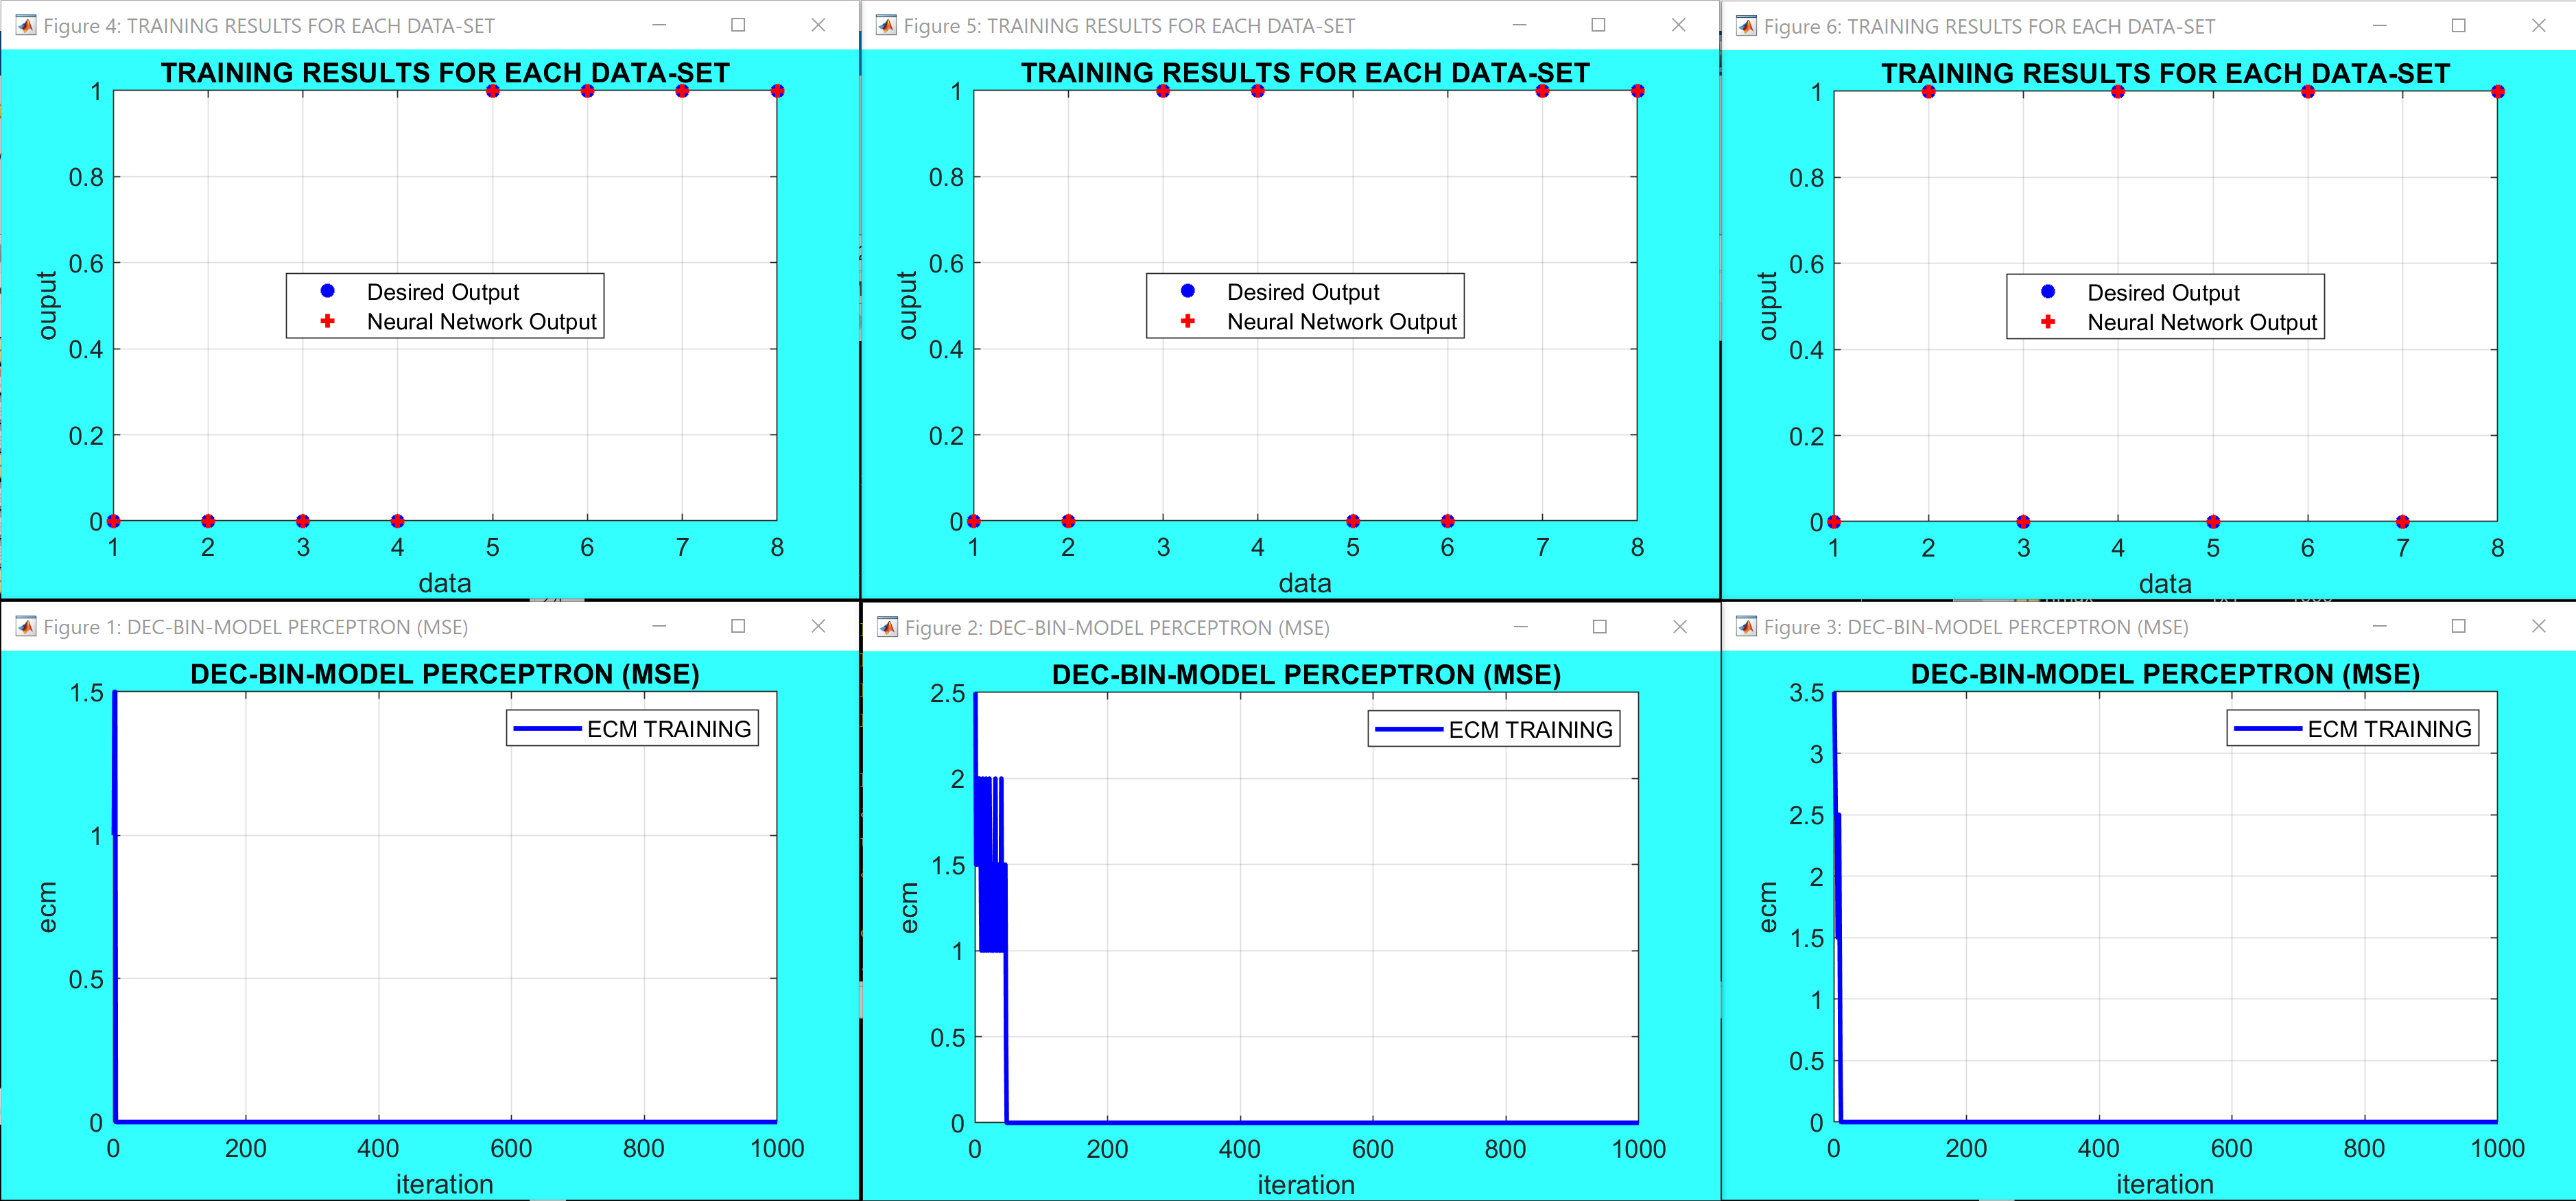 Figure 4: TRAINING RESULTS FOR EACH DATA-SET
TRAINING RESULTS FOR EACH DATA-SET
1
0.8
0.6
0.4
0.2
0
ouput
Desired Output
Neural Network Output
1 2 3 4 5 6 7 8
data
Figure 5: TRAINING RESULTS FOR EACH DATA-SET
TRAINING RESULTS FOR EACH DATA-SET
1
0.8
0.6
0.4
0.2
0
ouput
Desired Output
Neural Network Output
1 2 3 4 5 6 7 8
data
Figure 6: TRAINING RESULTS FOR EACH DATA-SET
TRAINING RESULTS FOR EACH DATA-SET
1
0.8
0.6
0.4
0.2
0
ouput
Desired Output
Neural Network Output
1 2 3 4 5 6 7 8
data
Figure 1: DEC-BIN-MODEL PERCEPTRON (MSE)
DEC-BIN-MODEL PERCEPTRON (MSE)
1.5
1
0.5
0
ecm
ECM TRAINING
0 200 400 600 800 1000
iteration
Figure 2: DEC-BIN-MODEL PERCEPTRON (MSE)
DEC-BIN-MODEL PERCEPTRON (MSE)
2.5
2
1.5
1
0.5
0
ecm
ECM TRAINING
0 200 400 600 800 1000
iteration
Figure 3: DEC-BIN-MODEL PERCEPTRON (MSE)
DEC-BIN-MODEL PERCEPTRON (MSE)
3.5
3
2.5
2
1.5
1
0.5
0
ecm
ECM TRAINING
0 200 400 600 800 1000
iteration